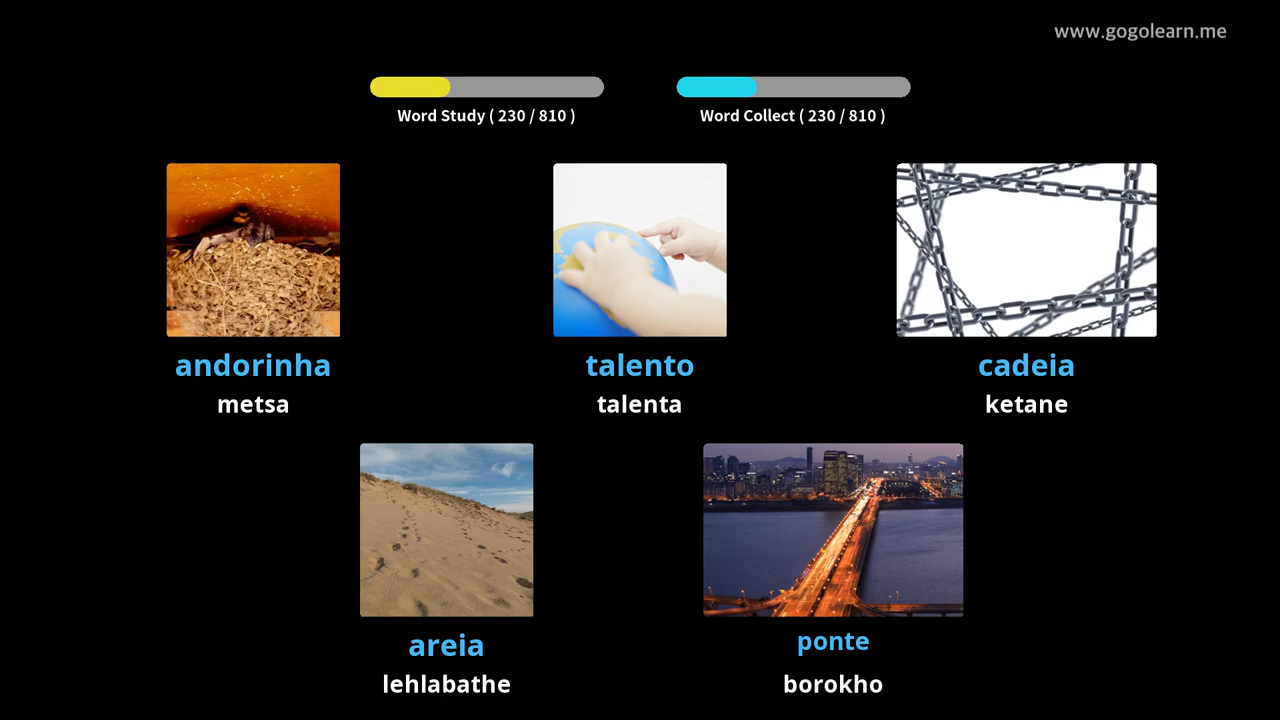 www.gogolearn.me
Word Study ( 230 / 810 )
Word Collect ( 230 / 810 )
andorinha
metsa
talento
talenta
cadeia
ketane
areia
lehlabathe
ponte
borokho